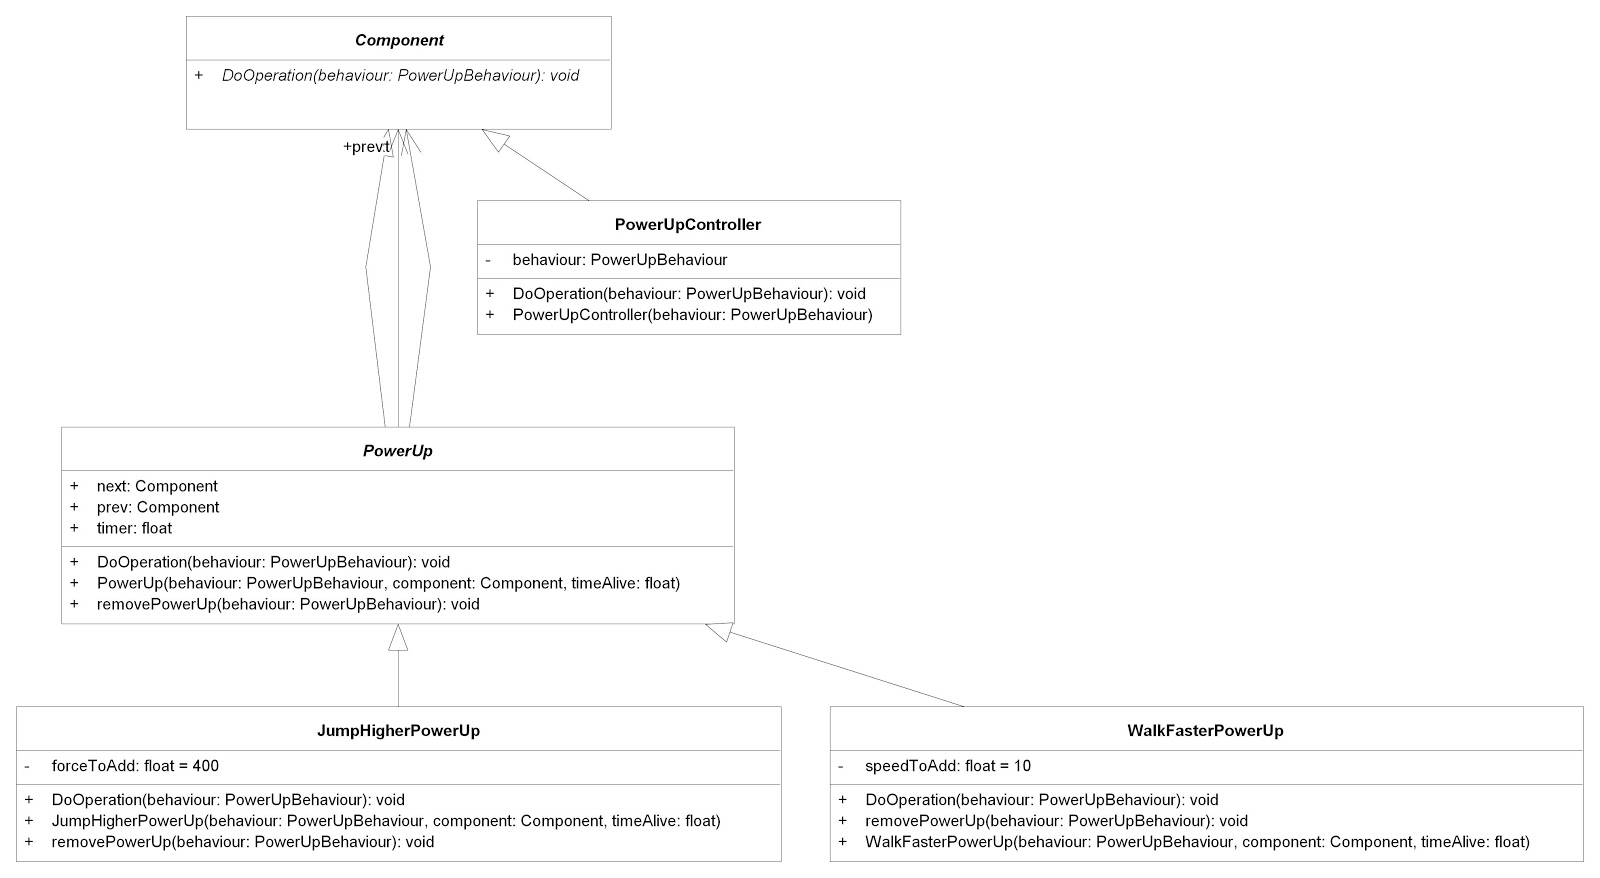 Component
+ DoOperation(behaviour: PowerUpBehaviour): void
+prev
PowerUpController
- behaviour: PowerUpBehaviour
+ DoOperation(behaviour: PowerUpBehaviour): void
+ PowerUpController(behaviour: PowerUpBehaviour)
PowerUp
+ next: Component
+ prev: Component
+ timer: float
+ DoOperation(behaviour: PowerUpBehaviour): void
+ PowerUp(behaviour: PowerUpBehaviour, component: Component, timeAlive: float)
+ removePowerUp(behaviour: PowerUpBehaviour): void
JumpHigherPowerUp
- forceToAdd: float = 400
+ DoOperation(behaviour: PowerUpBehaviour): void
+ JumpHigherPowerUp(behaviour: PowerUpBehaviour, component: Component, timeAlive: float)
+ removePowerUp(behaviour: PowerUpBehaviour): void
WalkFasterPowerUp
- speedToAdd: float = 10
+ DoOperation(behaviour: PowerUpBehaviour): void
+ removePowerUp(behaviour: PowerUpBehaviour): void
+ WalkFasterPowerUp(behaviour: PowerUpBehaviour, component: Component, timeAlive: float)